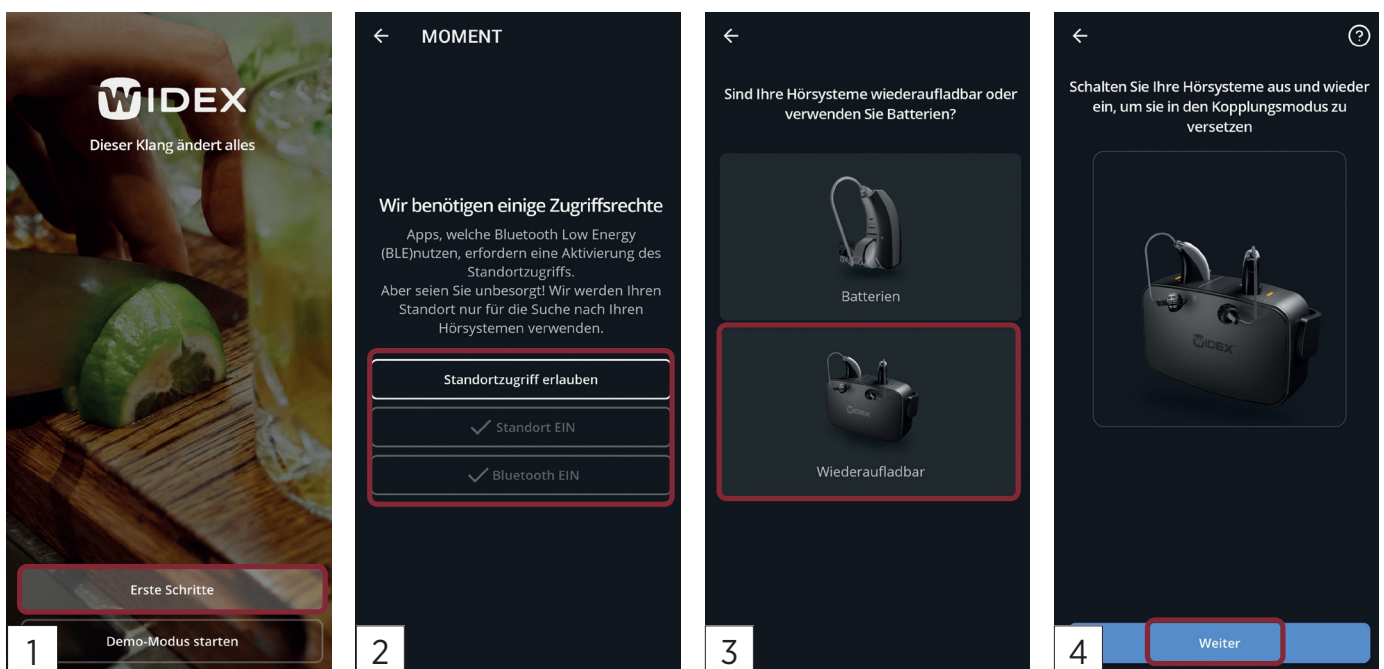 WIDEX
Dieser Klang ändert alles
Erste Schritte
Demo-Modus starten
1
MOMENT
Wir benötigen einige Zugriffsrechte
Apps, welche Bluetooth Low Energy
(BLE)nutzen, erfordern eine Aktivierung des
Standortzugriffs.
Aber seien Sie unbesorgt! Wir werden Ihren
Standort nur für die Suche nach Ihren
Hörsystemen verwenden.
Standortzugriff erlauben
Standort EIN
Bluetooth EIN
2
Sind Ihre Hörsysteme wiederaufladbar oder
verwenden Sie Batterien?
Batterien
WIDEX
Wiederaufladbar
3
?
Schalten Sie Ihre Hörsysteme aus und wieder
ein, um sie in den Kopplungsmodus zu
versetzen
WIDEX
Weiter
4